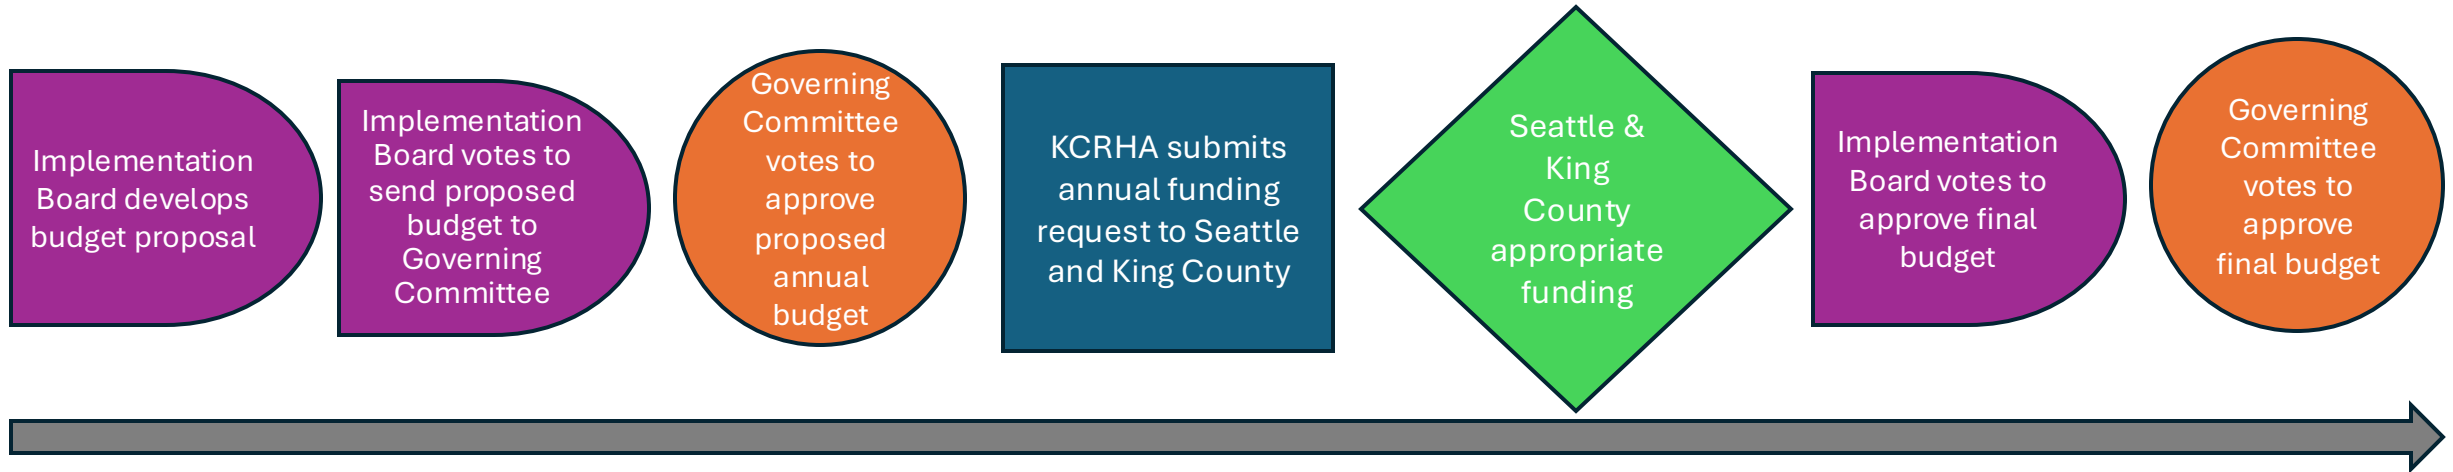 Implementation
Board develops
budget proposal
Implementation
Board votes to
send proposed
budget to
Governing
Committee
Governing
Committee
votes to
approve
proposed
annual
budget
KCRHA submits
annual funding
request to Seattle
and King County
Seattle &
King
County
appropriate
funding
Implementation
Board votes to
approve final
budget
Governing
Committee
votes to
approve
final budget